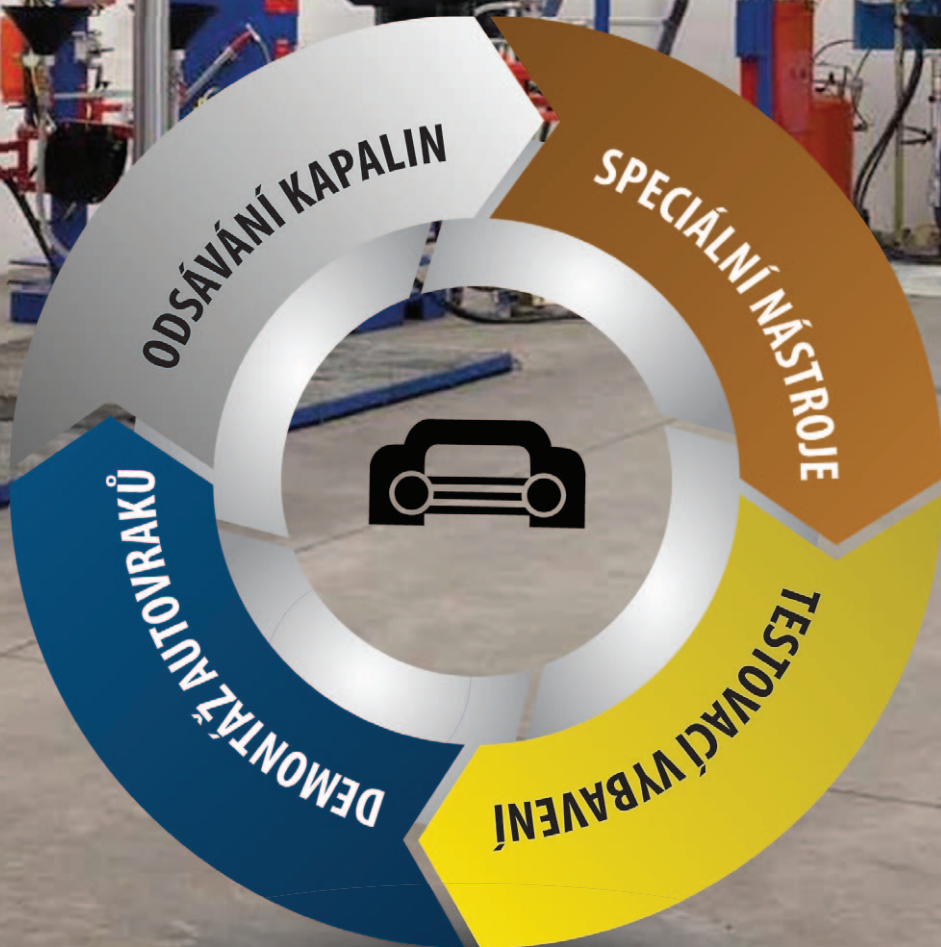 ODSÁVÁNÍ KAPALIN
SPECIÁLNÍ NÁSTROJE
TESTOVACÍ VYBAVENÍ
DEMONTÁŽ AUTOVRAKŮ